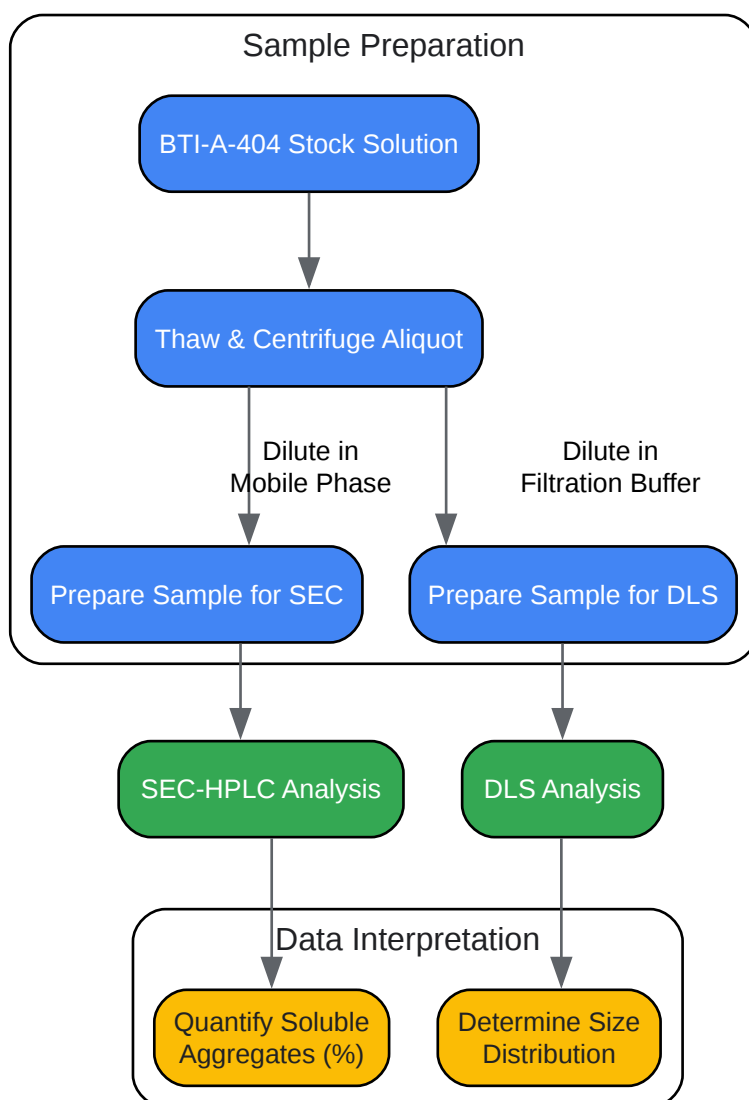 Sample Preparation
BTI-A-404 Stock Solution
Thaw & Centrifuge Aliquot
Dilute in
Mobile Phase
Dilute in
Filtration Buffer
Prepare Sample for SEC
Prepare Sample for DLS
SEC-HPLC Analysis
DLS Analysis
Data Interpretation
Quantify Soluble
Aggregates (%)
Determine Size
Distribution